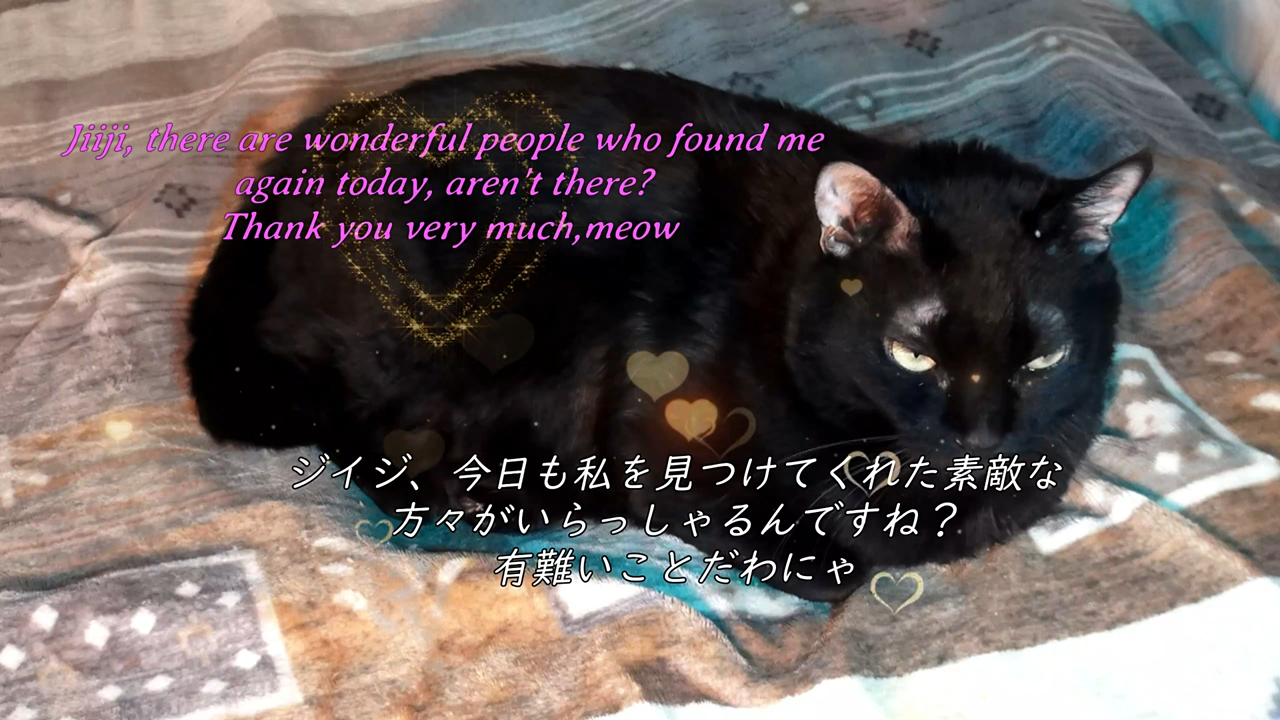 Jiiji, there are wonderful people who found me
again today, aren't there?
Thank you very much,meow
ジイジ、今日も私を見つけてくれた素敵な
方々がいらっしゃるんですね？
有難いことだわにゃ